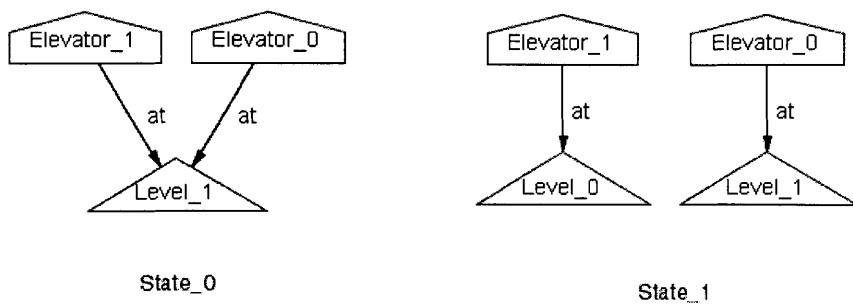 Elevator_1
Elevator_0
at
at
Level_1
State_0
Elevator_1
Elevator_0
at
at
Level_0
Level_1
State_1